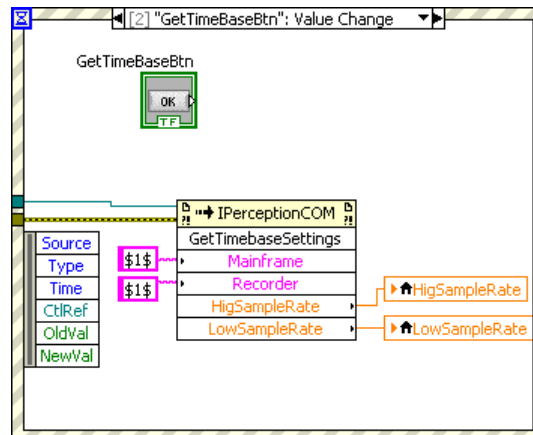 [2] "GetTimeBaseBtn": Value Change
GetTimeBaseBtn
OK
TF
IPerceptionCOM
GetTimebaseSettings
Source
Type
Time
CtlRef
OldVal
NewVal
$1$
Mainframe
$1$
Recorder
HigSampleRate
LowSampleRate
HigSampleRate
LowSampleRate